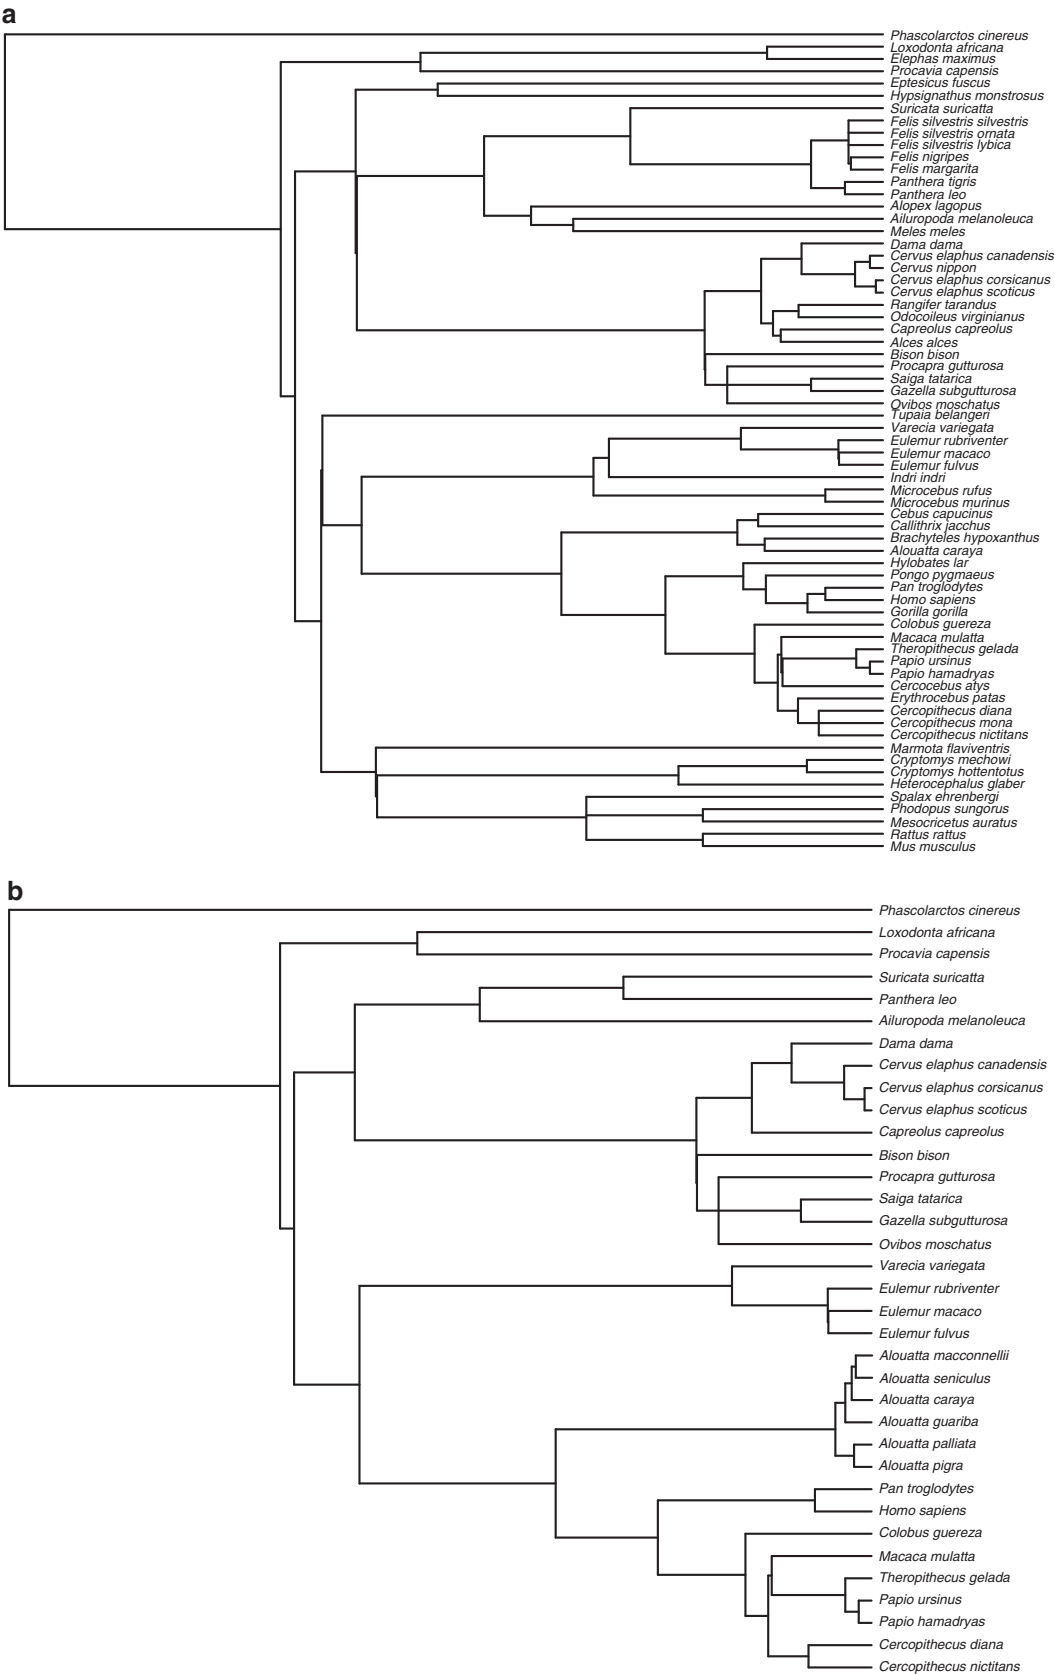 a
Phascolarctos cinereus
Loxodonta africana
Elephas maximus
Procavia capensis
Eptesicus fuscus
Hypsignathus monstrosus
Suricata suricatta
Felis silvestris silvestris
Felis silvestris ornata
Felis silvestris lybica
Felis nigripes
Felis margarita
Panthera tigris
Panthera leo
Alopex lagopus
Ailuropoda melanoleuca
Meles meles
Dama dama
Cervus elaphus canadensis
Cervus nippon
Cervus elaphus corsicanus
Cervus elaphus scoticus
Rangifer tarandus
Odocoileus virginianus
Capreolus capreolus
Alces alces
Bison bison
Procapra gutturosa
Saiga tatarica
Gazella subgutturosa
Ovibos moschatus
Tupaia belangeri
Varecia variegata
Eulemur rubriventer
Eulemur macaco
Eulemur fulvus
Indri indri
Microcebus rufus
Microcebus murinus
Cebus capucinus
Callithrix jacchus
Brachyteles hypoxanthus
Alouatta caraya
Hylobates lar
Pongo pygmaeus
Pan troglodytes
Homo sapiens
Gorilla gorilla
Colobus guereza
Macaca mulatta
Theropithecus gelada
Papio ursinus
Papio hamadryas
Cercocebus atys
Erythrocebus patas
Cercopithecus diana
Cercopithecus mona
Cercopithecus nictitans
Marmota flaviventris
Cryptomys mechowi
Cryptomys hottentotus
Heterocephalus glaber
Spalax ehrenbergi
Phodopus sungorus
Mesocricetus auratus
Rattus rattus
Mus musculus
b
Phascolarctos cinereus
Loxodonta africana
Procavia capensis
Suricata suricatta
Panthera leo
Ailuropoda melanoleuca
Dama dama
Cervus elaphus canadensis
Cervus elaphus corsicanus
Cervus elaphus scoticus
Capreolus capreolus
Bison bison
Procapra gutturosa
Saiga tatarica
Gazella subgutturosa
Ovibos moschatus
Varecia variegata
Eulemur rubriventer
Eulemur macaco
Eulemur fulvus
Alouatta macconnellii
Alouatta seniculus
Alouatta caraya
Alouatta guariba
Alouatta palliata
Alouatta pigra
Pan troglodytes
Homo sapiens
Colobus guereza
Macaca mulatta
Theropithecus gelada
Papio ursinus
Papio hamadryas
Cercopithecus diana
Cercopithecus nictitans